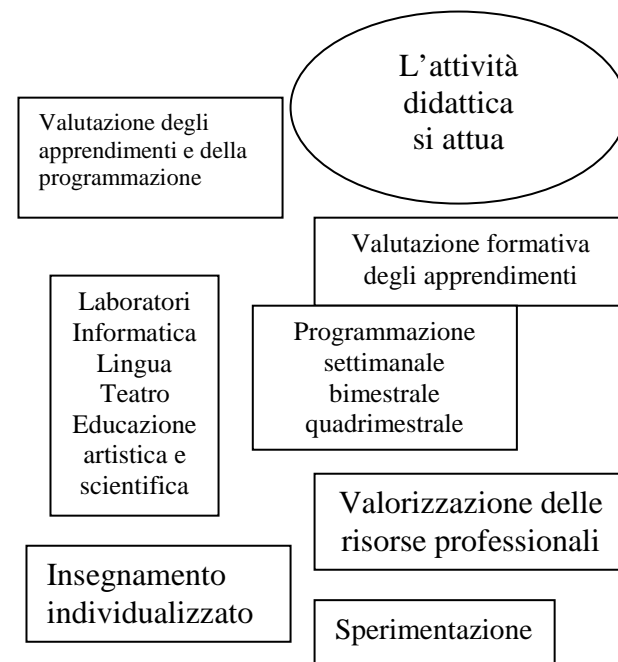 L'attività
didattica
si attua
Valutazione degli
apprendimenti e della
programmazione
Valutazione formativa
degli apprendimenti
Laboratori
Informatica
Lingua
Teatro
Educazione
artistica e
scientifica
Programmazione
settimanale
bimestrale
quadrimestrale
Valorizzazione delle
risorse professionali
Insegnamento
individualizzato
Sperimentazione